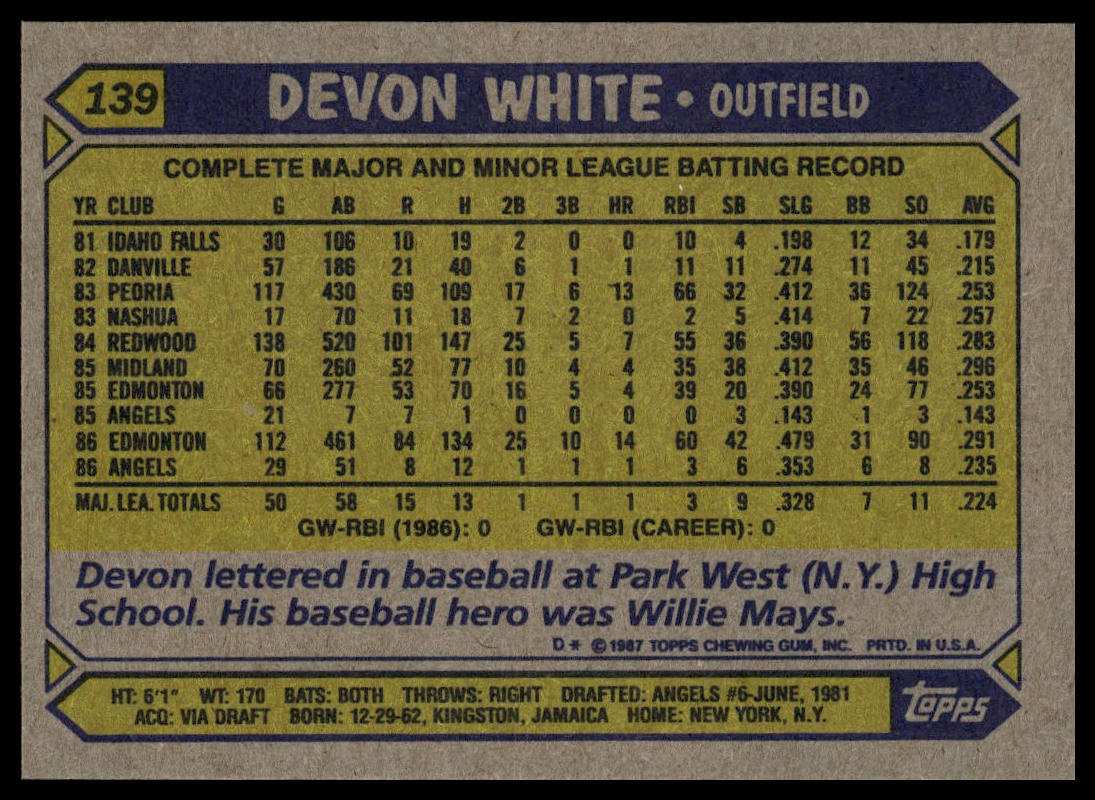 139 DEVON WHITE • OUTFIELD
COMPLETE MAJOR AND MINOR LEAGUE BATTING RECORD
YR CLUB G AB R H 2B 3B HR RBI SB SLG BB SO AVG
81 IDAHO FALLS 30 106 10 19 2 0 0 10 4 .198 12 34 .179
82 DANVILLE 57 186 21 40 6 1 1 11 11 .274 11 45 .215
83 PEORIA 117 430 69 109 17 6 13 66 32 .412 36 124 .253
83 NASHUA 17 70 11 18 7 2 0 2 5 .414 7 22 .257
84 REDWOOD 138 520 101 147 25 5 7 55 36 .390 56 118 .283
85 MIDLAND 70 260 52 77 10 4 4 35 38 .412 35 46 .296
85 EDMONTON 66 277 53 70 16 5 4 39 20 .390 24 77 .253
85 ANGELS 21 7 7 1 0 0 0 0 3 .143 1 3 .143
86 EDMONTON 112 461 84 134 25 10 14 60 42 .479 31 90 .291
86 ANGELS 29 51 8 12 1 1 1 3 6 .353 6 8 .235
MAJ. LEA. TOTALS 50 58 15 13 1 1 1 3 9 .328 7 11 .224
GW-RBI (1986): 0 GW-RBI (CAREER): 0
Devon lettered in baseball at Park West (N.Y.) High
School. His baseball hero was Willie Mays.
D* © 1987 TOPPS CHEWING GUM, INC. PRTD. IN U.S.A.
HT: 6'1" WT: 170 BATS: BOTH THROWS: RIGHT DRAFTED: ANGELS #6-JUNE, 1981
ACQ: VIA DRAFT BORN: 12-29-62, KINGSTON, JAMAICA HOME: NEW YORK, N.Y.
Topps